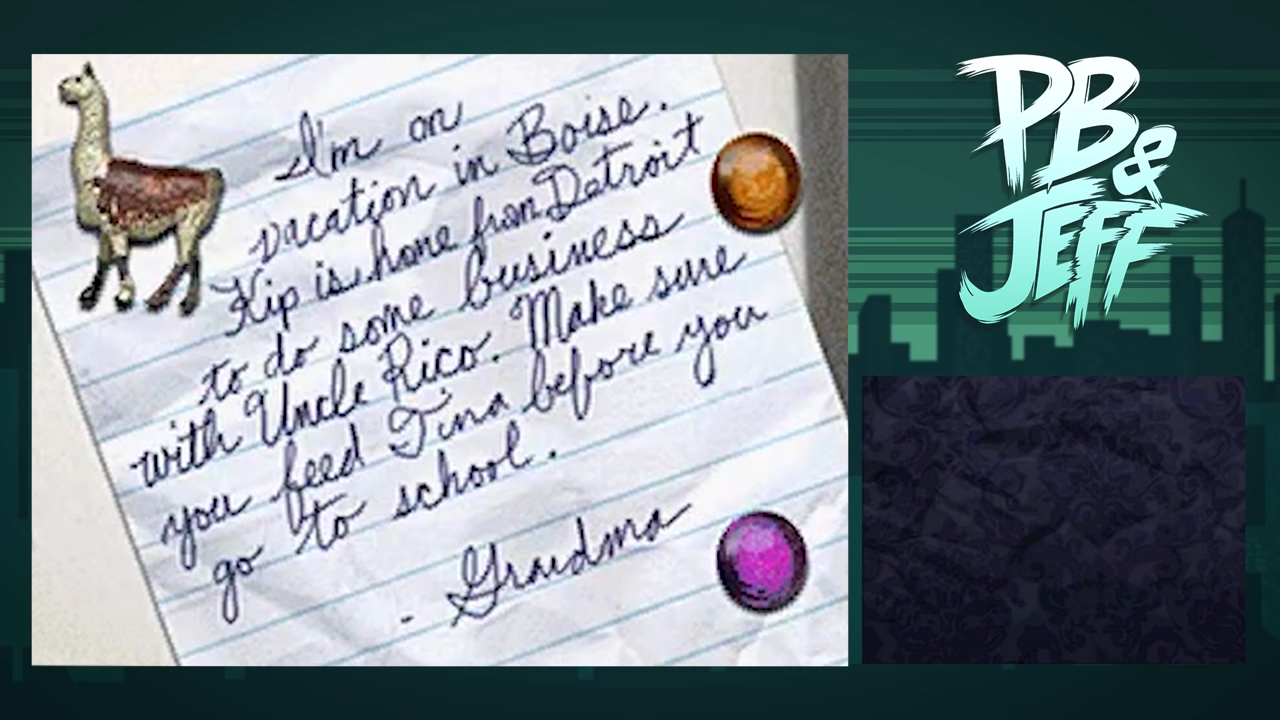 I'm on
vacation in Boise.
Kip is home from Detroit
to do some business
with Uncle Rico. Make sure
you feed Tina before you
go to school.
- Grandma
PB
&
JEFF